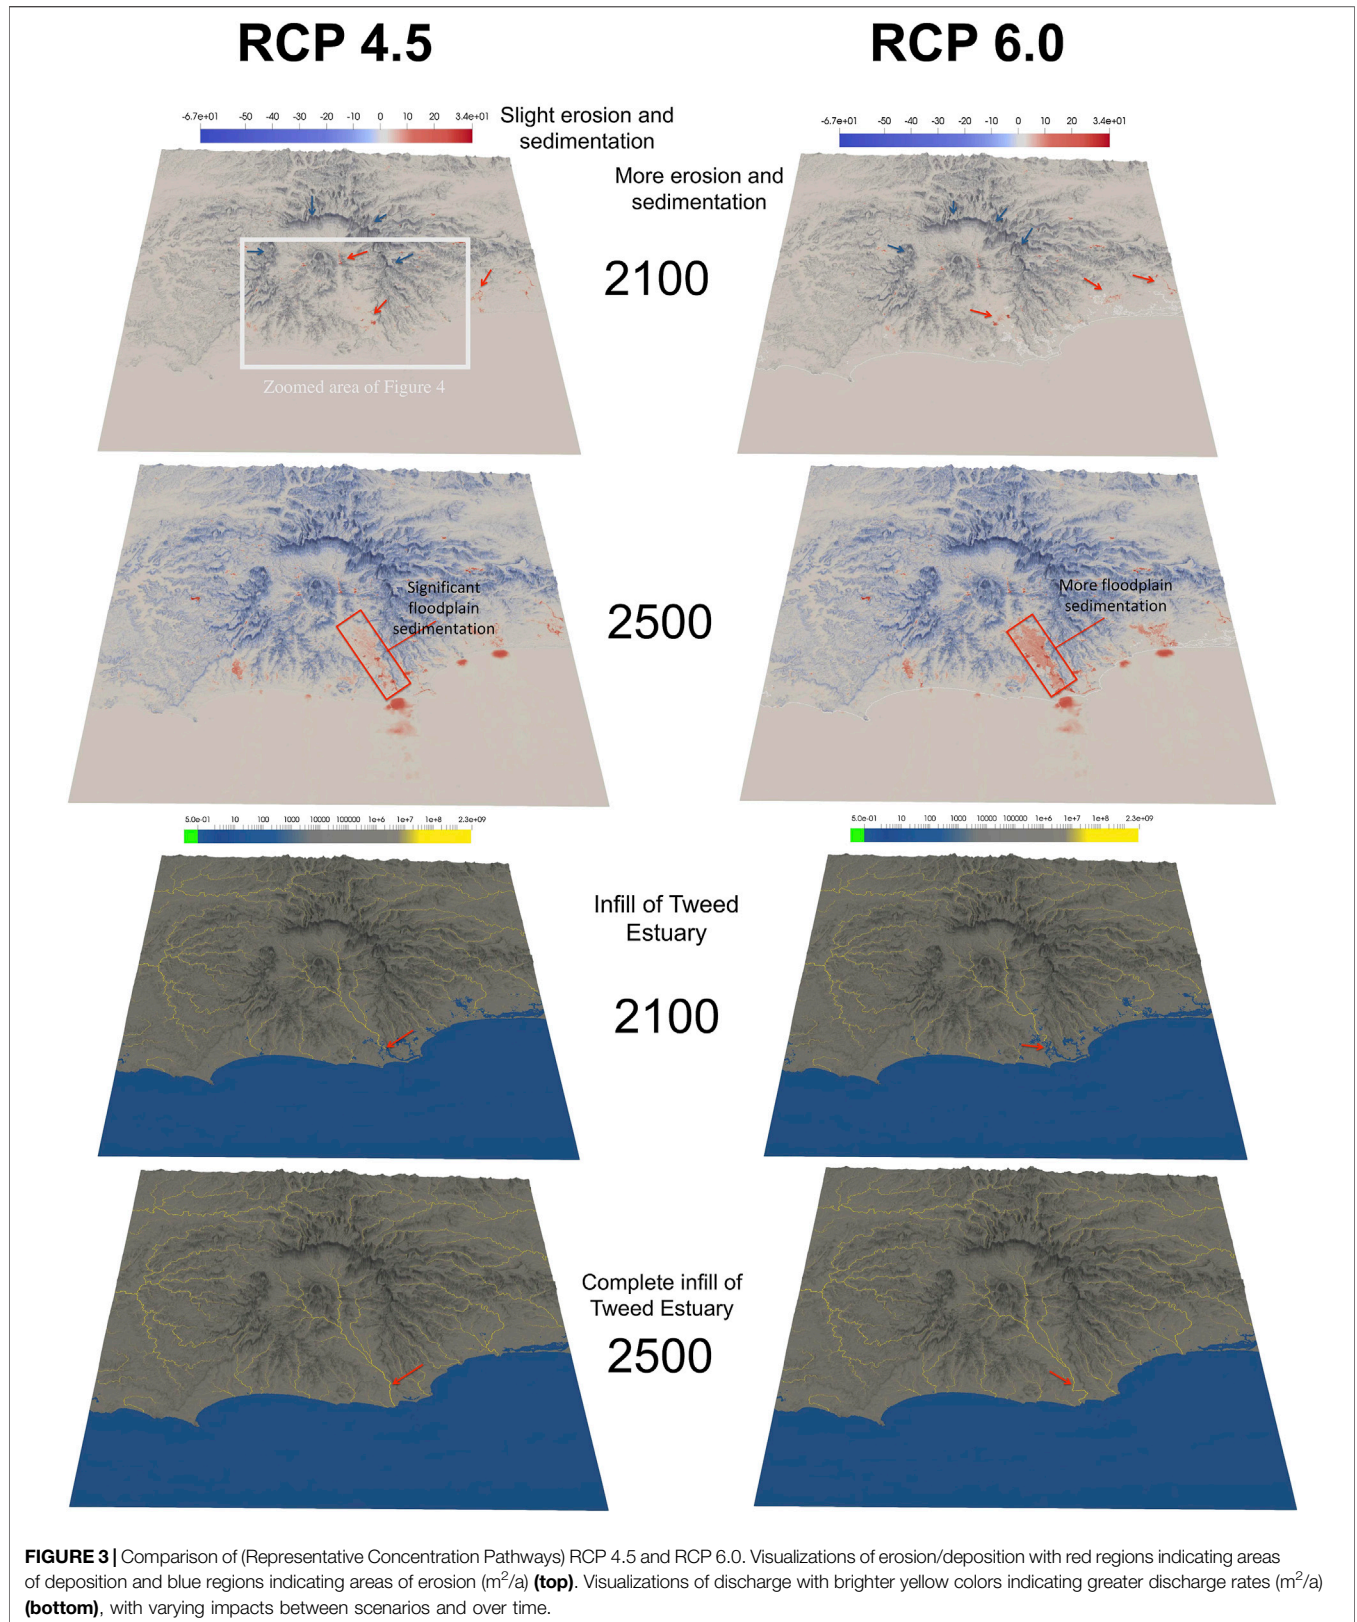 RCP 4.5
RCP 6.0
-6.7e+01 -50 -40 -30 -20 -10 0 10 20 3.4e+01
Slight erosion and
sedimentation
-6.7e+01 -50 -40 -30 -20 -10 0 10 20 3.4e+01
More erosion and
sedimentation
2100
Zoomed area of Figure 4
Significant
floodplain
sedimentation
2500
More floodplain
sedimentation
5.0e-01 10 100 1000 10000 100000 1e+6 1e+7 1e+8 2.3e+09
5.0e-01 10 100 1000 10000 100000 1e+6 1e+7 1e+8 2.3e+09
Infill of Tweed
Estuary
2100
Complete infill of
Tweed Estuary
2500
FIGURE 3 | Comparison of (Representative Concentration Pathways) RCP 4.5 and RCP 6.0. Visualizations of erosion/deposition with red regions indicating areas
of deposition and blue regions indicating areas of erosion (m²/a) (top). Visualizations of discharge with brighter yellow colors indicating greater discharge rates (m²/a)
(bottom), with varying impacts between scenarios and over time.